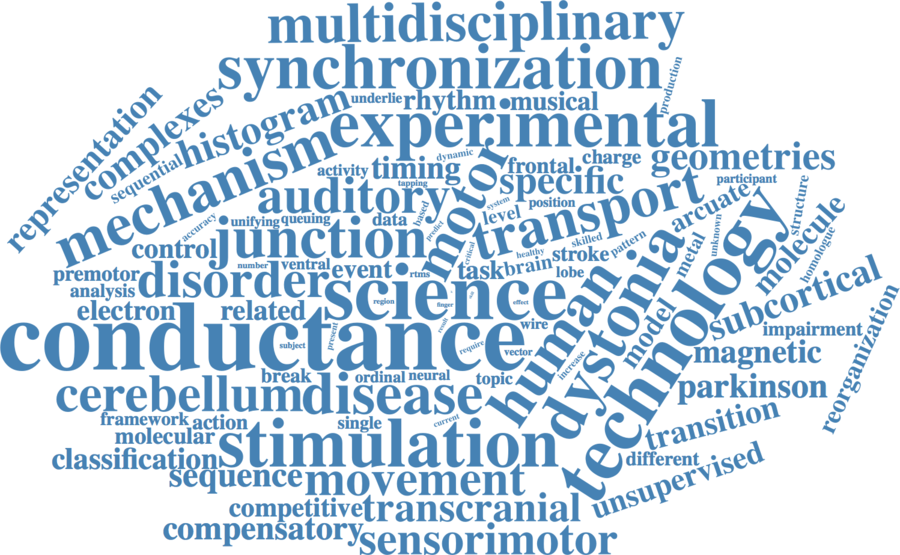 multidisciplinary
synchronization
production
underlie
rhythm
musical
representation
complexes
histogram
experimental
sequential
mechanism
activity
timing
dynamic
frontal
charge
geometries
tapping
motor
specific
participant
auditory
system
position
transport
arcuate
structure
accuracy
unifying
queuing
data
based
predict
level
skilled
pattern
unknown
molecule
control
junction
critical
healthy
stroke
metal
homologue
premotor
number
ventral
event
rtms
task
brain
lobe
analysis
disorder
science
human
dystonia
technology
subcortical
electron
related
region
finger
effect
conductance
present
subject
result
require
wire
vector
model
impairment
reorganization
increase
magnetic
break
ordinal
neural
topic
cerebellum
disease
parkinson
framework
action
single
current
transition
molecular
stimulation
different
classification
sequence
movement
unsupervised
competitive
transcranial
compensatory
sensorimotor